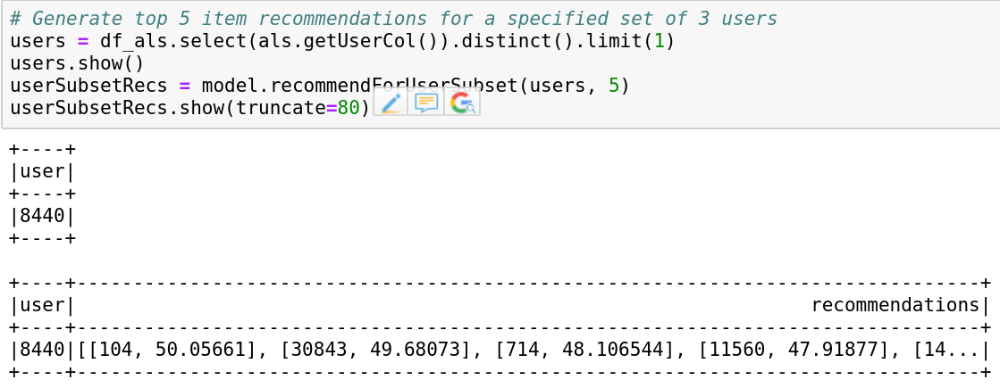 # Generate top 5 item recommendations for a specified set of 3 users
users = df_als.select(als.getUserCol()).distinct().limit(1)
users.show()
userSubsetRecs = model.recommendForUserSubset(users, 5)
userSubsetRecs.show(truncate=80)
+----+
|user|
+----+
|8440|
+----+
+----+--------------------------------------------------------------------------------+
|user|                                                                 recommendations|
+----+--------------------------------------------------------------------------------+
|8440|[[104, 50.05661], [30843, 49.68073], [714, 48.106544], [11560, 47.91877], [14...|
+----+--------------------------------------------------------------------------------+